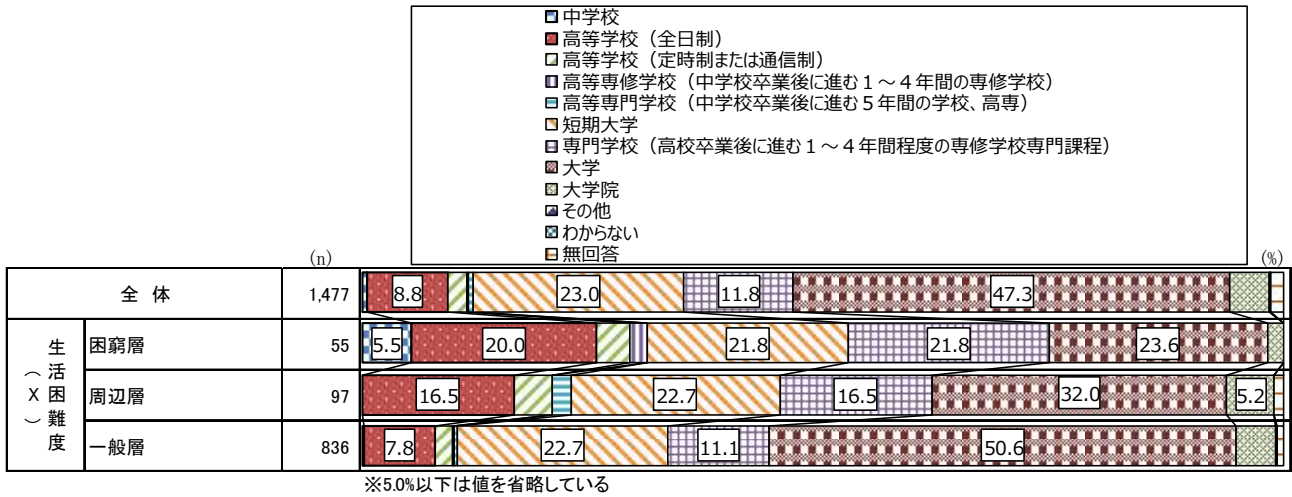 中学校
高等学校（全日制）
高等学校（定時制または通信制）
高等専修学校（中学校卒業後に進む１～４年間の専修学校）
高等専門学校（中学校卒業後に進む５年間の学校、高専）
短期大学
専門学校（高校卒業後に進む１～４年間程度の専修学校専門課程）
大学
大学院
その他
わからない
無回答
(n) (%)
全 体 1,477 8.8 23.0 11.8 47.3
生活困難度（X）
困窮層 55 5.5 20.0 21.8 21.8 23.6
周辺層 97 16.5 22.7 16.5 32.0 5.2
一般層 836 7.8 22.7 11.1 50.6
※5.0%以下は値を省略している